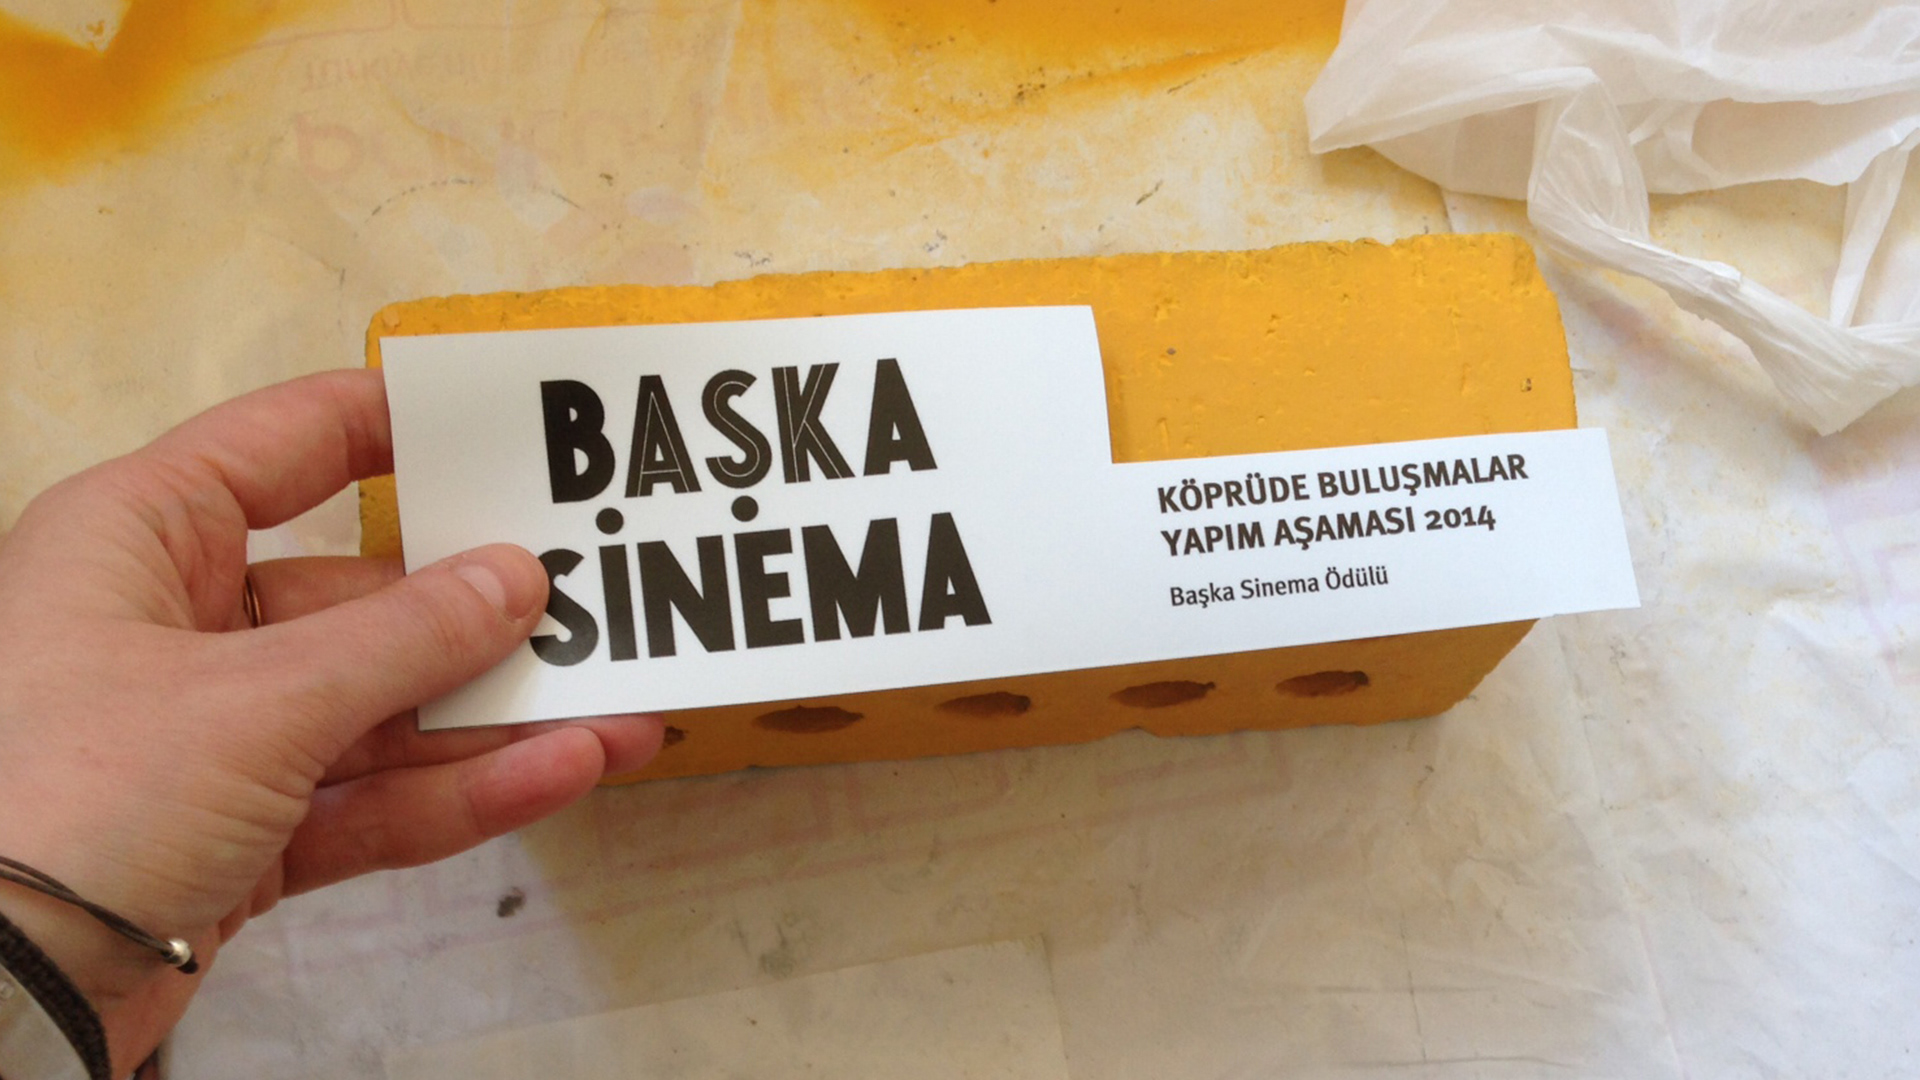 BAŞKA
SİNEMA
KÖPRÜDE BULUŞMALAR
YAPIM AŞAMASI 2014
Başka Sinema Ödülü